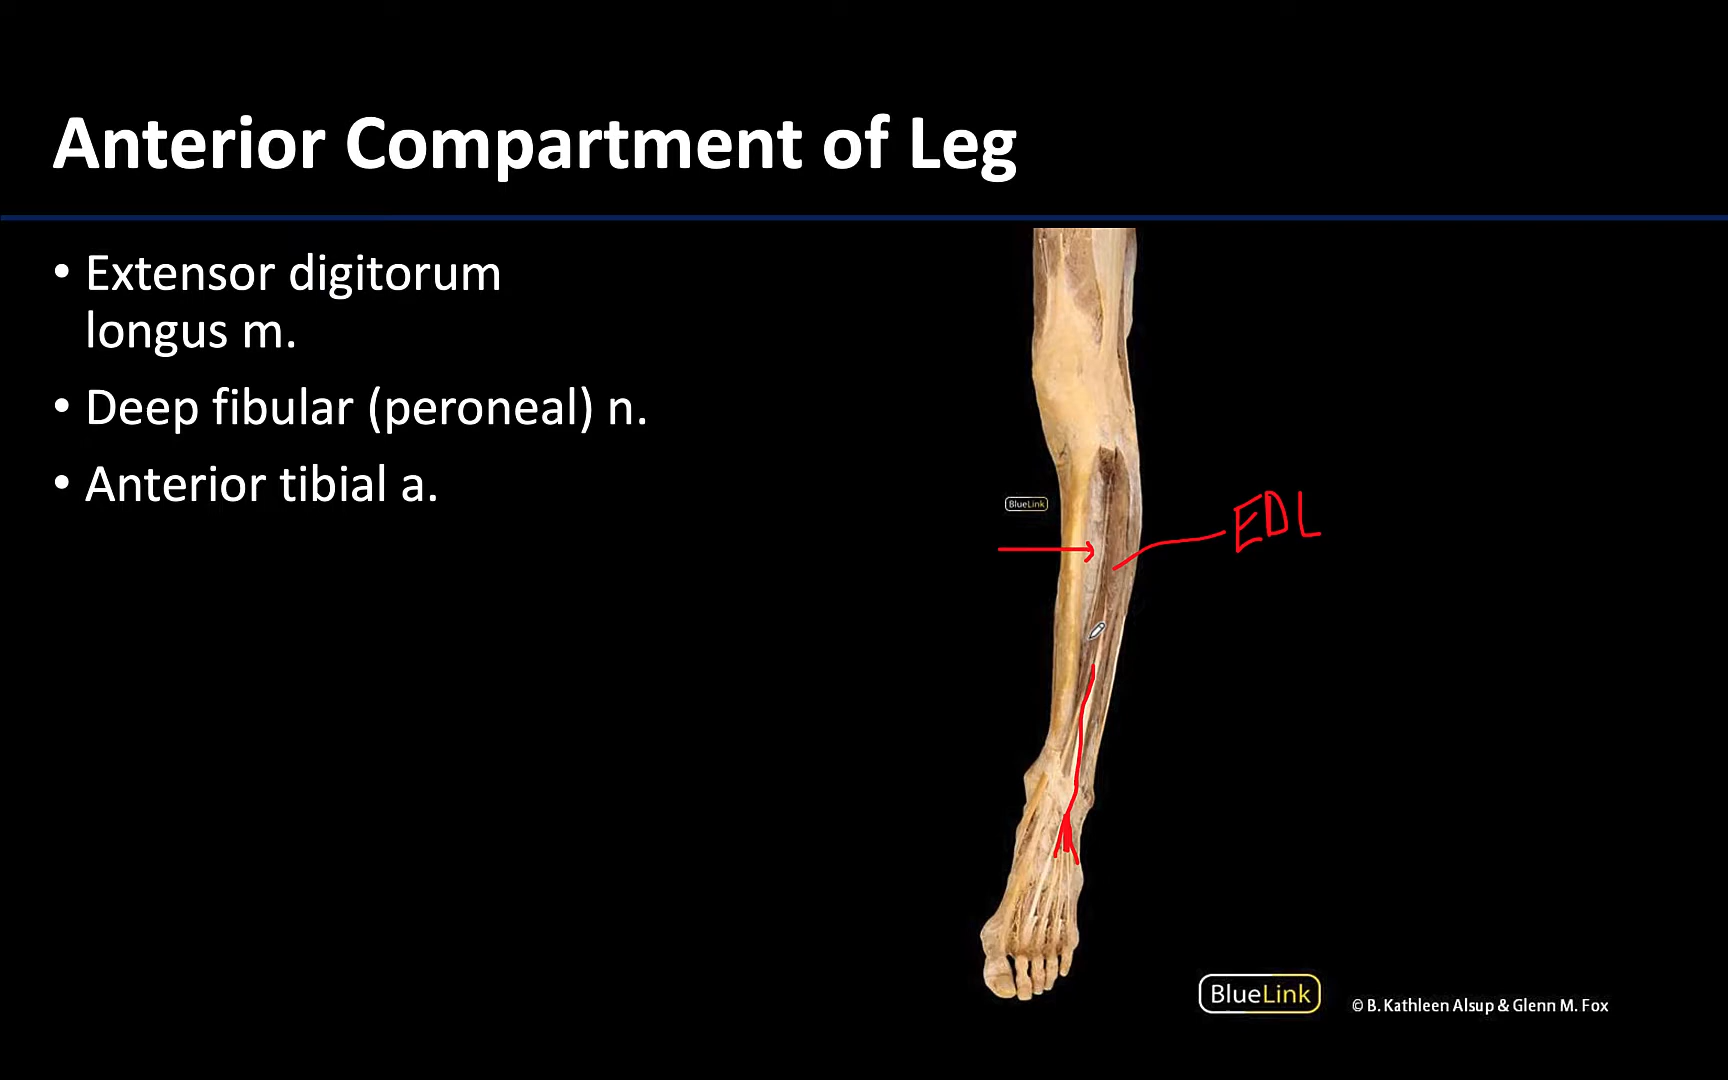 Anterior Compartment of Leg
• Extensor digitorum
longus m.
• Deep fibular (peroneal) n.
• Anterior tibial a.
BlueLink
EDL
BlueLink
© B. Kathleen Alsup & Glenn M. Fox